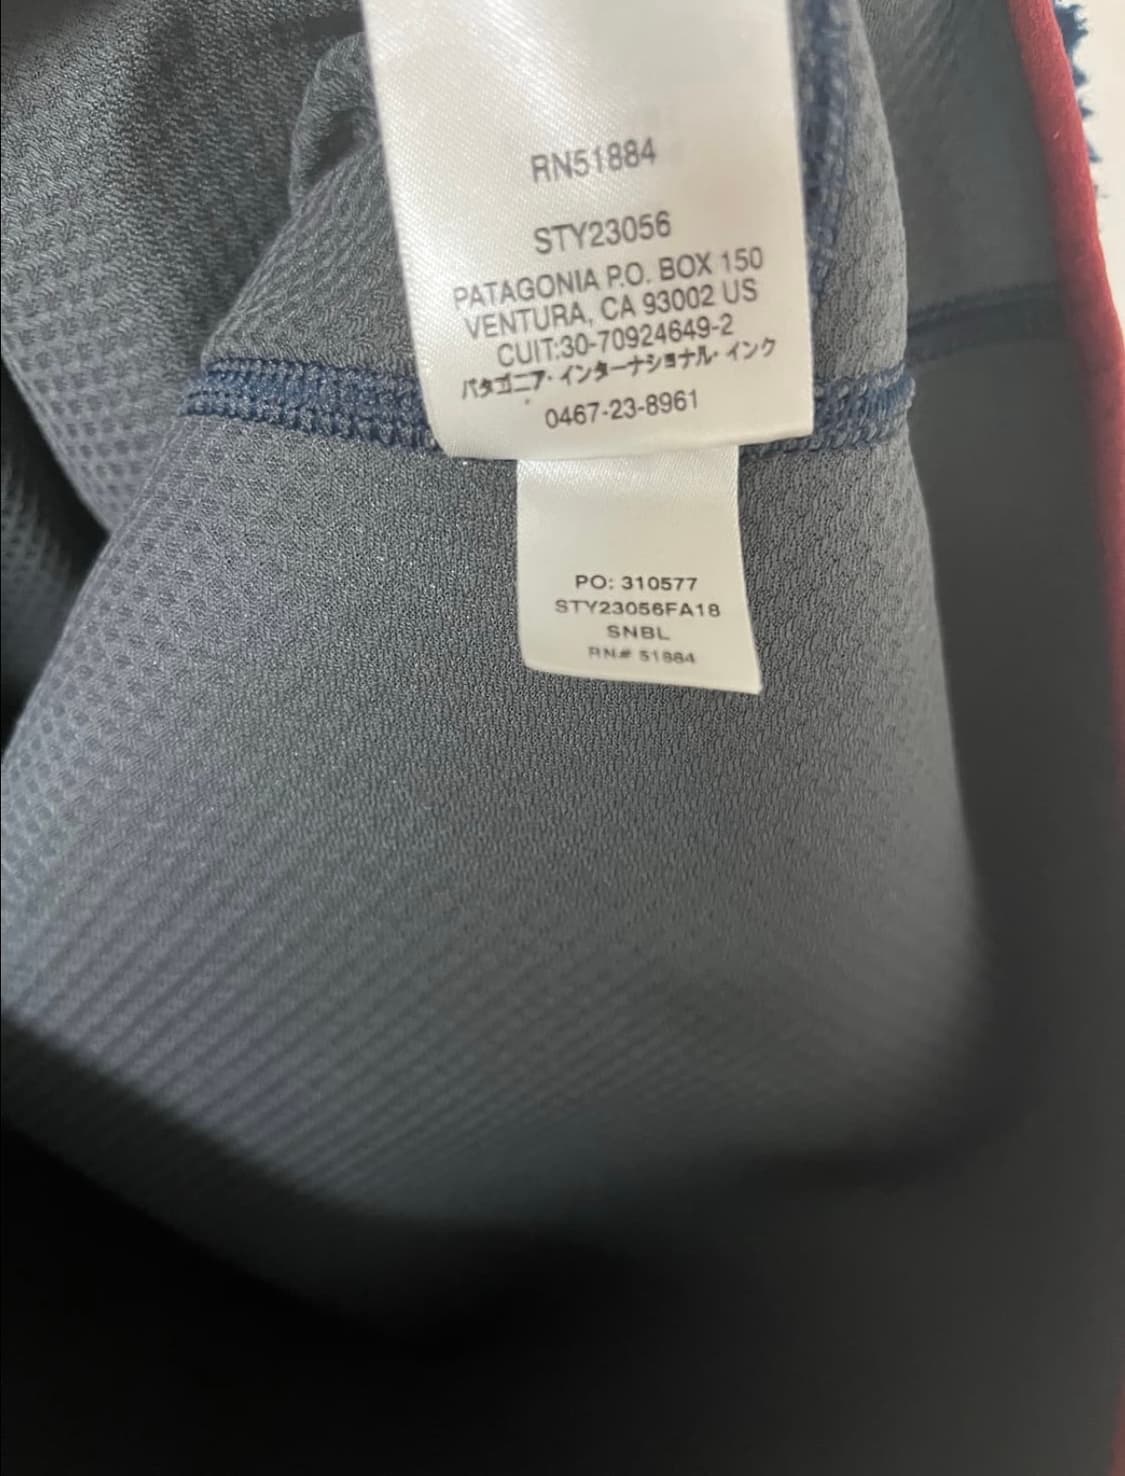 RN51884
STY23056
PATAGONIA P.O. BOX 150
VENTURA, CA 93002 US
CUIT:30-70924649-2
パタゴニア・インターナショナル・インク
0467-23-8961
PO: 310577
STY23056FA18
SNBL
RN# 51884